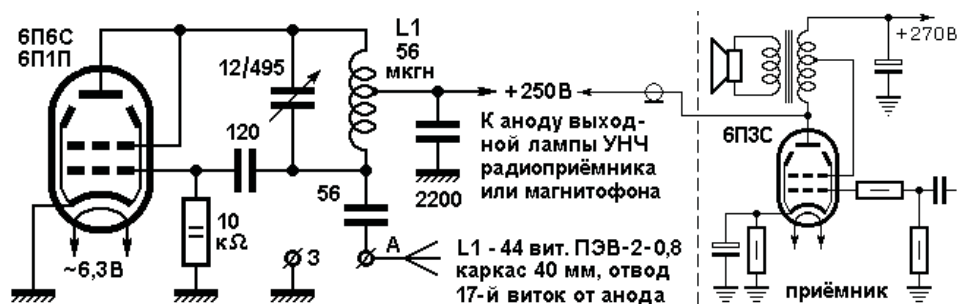 6П6С
6П1П
L1
56
мкгн
12/495
120
10
кΩ
~6,3В
З
56
А
2200
+250В
К аноду выход-
ной лампы УНЧ
радиоприёмника
или магнитофона
L1 - 44 вит. ПЭВ-2-0,8
каркас 40 мм, отвод
17-й виток от анода
+270В
6П3С
приёмник